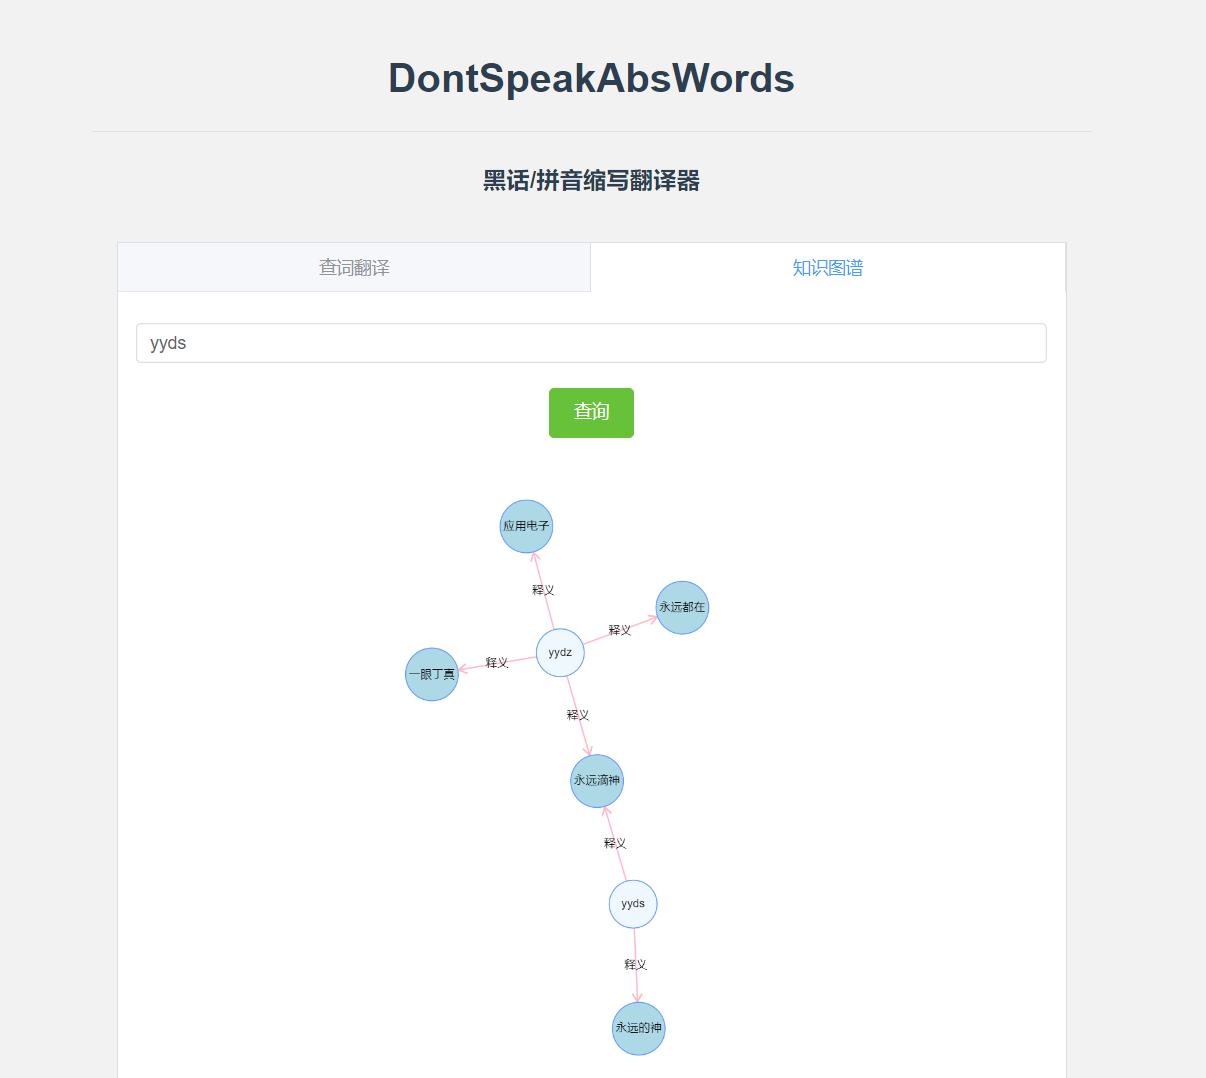 DontSpeakAbsWords
黑话/拼音缩写翻译器
查词翻译
知识图谱
yyds
查询
应用电子
释义
永远都在
释义
yydz
释义
一眼丁真
释义
永远滴神
释义
yyds
释义
永远的神